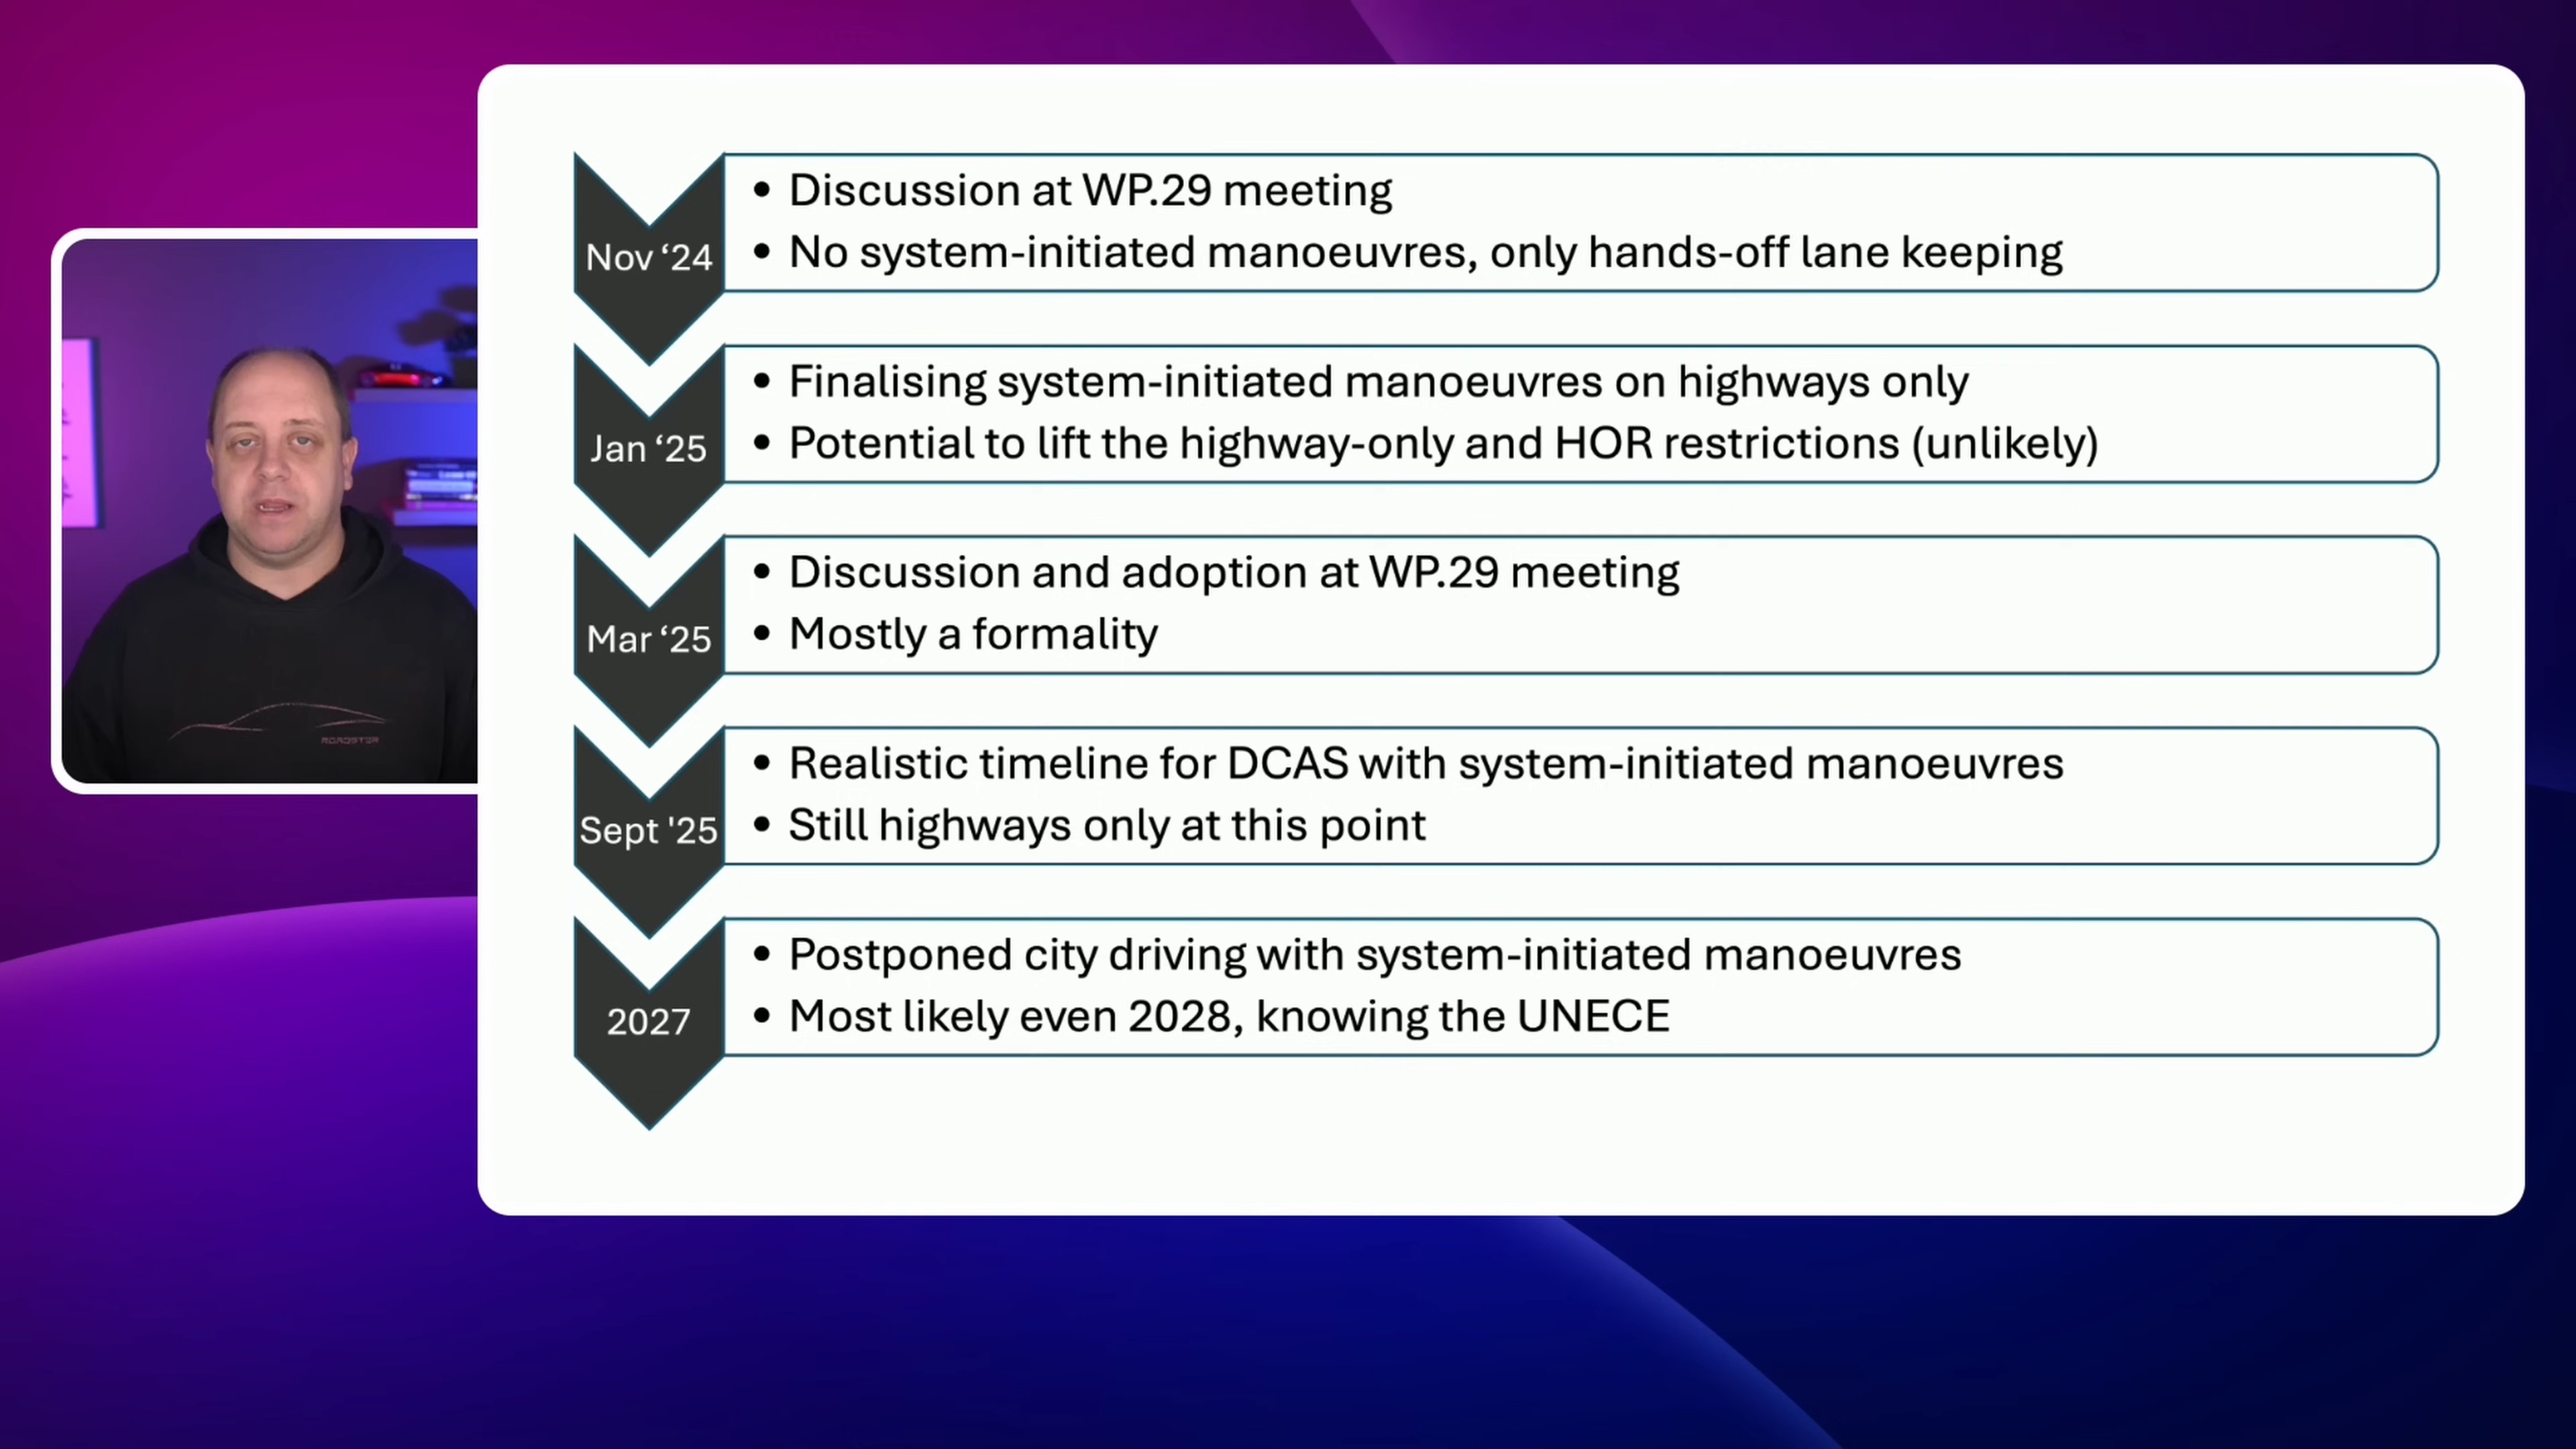 Nov ‘24
• Discussion at WP.29 meeting
• No system-initiated manoeuvres, only hands-off lane keeping
Jan ‘25
• Finalising system-initiated manoeuvres on highways only
• Potential to lift the highway-only and HOR restrictions (unlikely)
Mar ‘25
• Discussion and adoption at WP.29 meeting
• Mostly a formality
Sept '25
• Realistic timeline for DCAS with system-initiated manoeuvres
• Still highways only at this point
2027
• Postponed city driving with system-initiated manoeuvres
• Most likely even 2028, knowing the UNECE
ROADSTER